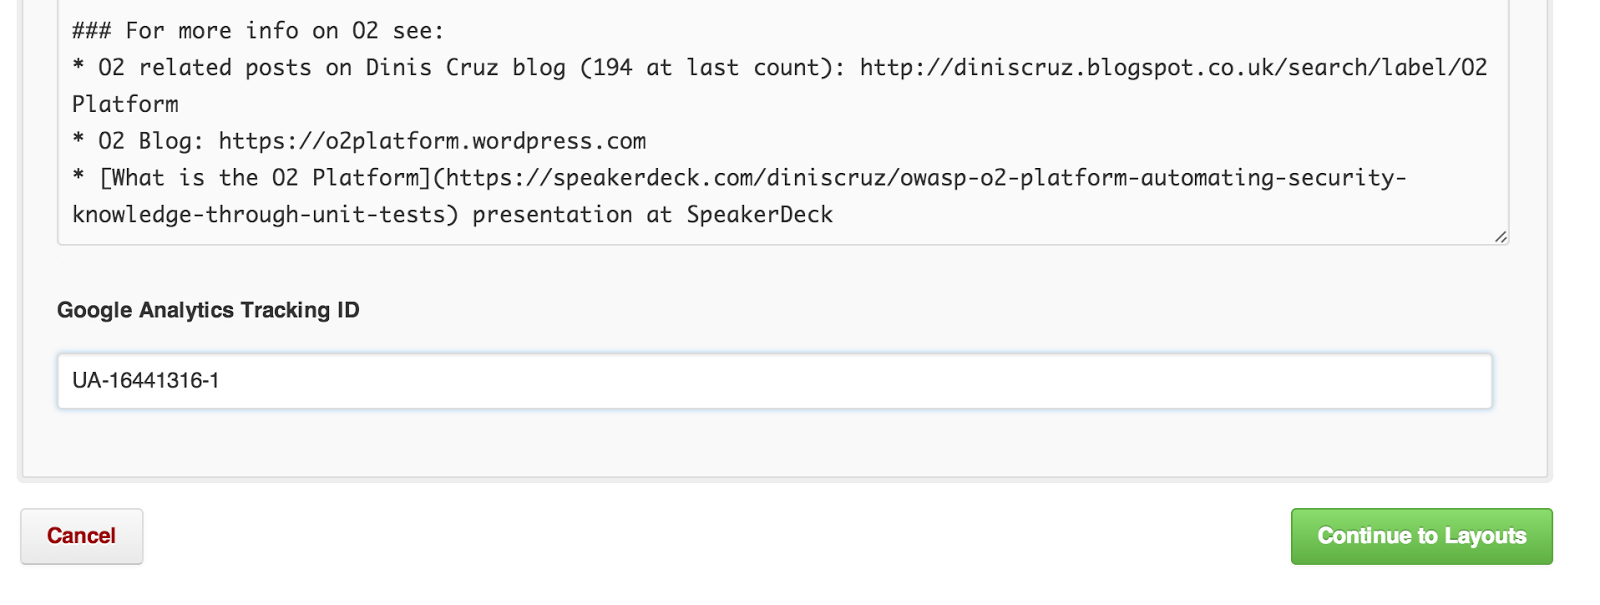 ### For more info on O2 see:
* O2 related posts on Dinis Cruz blog (194 at last count): http://diniscruz.blogspot.co.uk/search/label/O2
Platform
* O2 Blog: https://o2platform.wordpress.com
* [What is the O2 Platform](https://speakerdeck.com/diniscruz/owasp-o2-platform-automating-security-
knowledge-through-unit-tests) presentation at SpeakerDeck
Google Analytics Tracking ID
UA-16441316-1
Cancel
Continue to Layouts